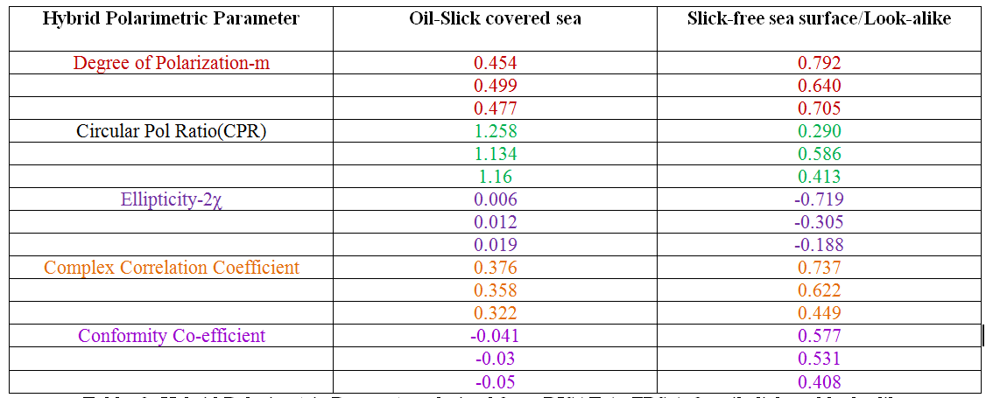 Hybrid Polarimetric Parameter Oil-Slick covered sea Slick-free sea surface/Look-alike
Degree of Polarization-m 0.454 0.792
0.499 0.640
0.477 0.705
Circular Pol Ratio(CPR) 1.258 0.290
1.134 0.586
1.16 0.413
Ellipticity-2χ 0.006 -0.719
0.012 -0.305
0.019 -0.188
Complex Correlation Coefficient 0.376 0.737
0.358 0.622
0.322 0.449
Conformity Co-efficient -0.041 0.577
-0.03 0.531
-0.05 0.408